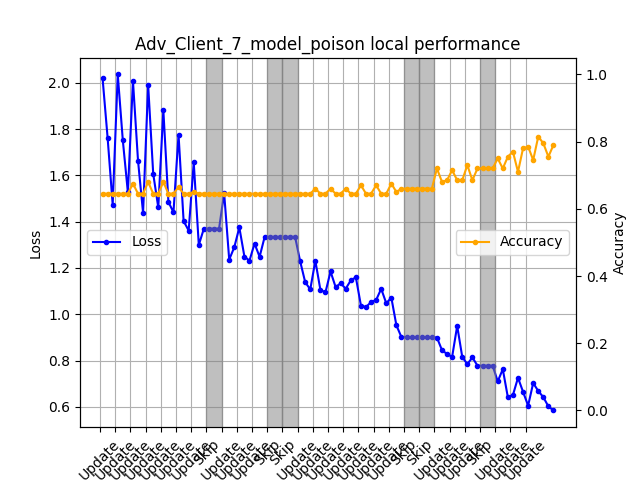 Adv_Client_7_model_poison local performance
2.0
1.8
1.6
1.4
1.2
1.0
0.8
0.6
Loss
Loss
Accuracy
1.0
0.8
0.6
0.4
0.2
0.0
Accuracy
Update
Update
Update
Update
Update
Update
Update
Skip
Update
Update
Update
Skip
Skip
Update
Update
Update
Update
Update
Update
Update
Skip
Skip
Update
Update
Update
Skip
Update
Update
Update